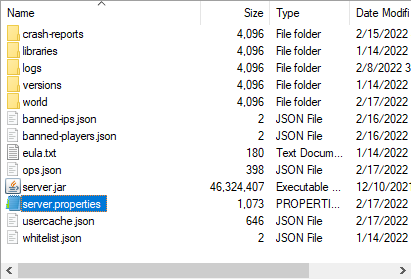 Name Size Type Date Modified
crash-reports 4,096 File folder 2/15/2022
libraries 4,096 File folder 1/14/2022
logs 4,096 File folder 2/8/2022 3
versions 4,096 File folder 1/14/2022
world 4,096 File folder 2/17/2022
banned-ips.json 2 JSON File 2/16/2022
banned-players.json 2 JSON File 2/16/2022
eula.txt 180 Text Docum... 1/14/2022
ops.json 398 JSON File 2/17/2022
server.jar 46,324,407 Executable ... 12/10/2021
server.properties 1,073 PROPERTI... 2/17/2022
usercache.json 646 JSON File 2/17/2022
whitelist.json 2 JSON File 1/14/2022